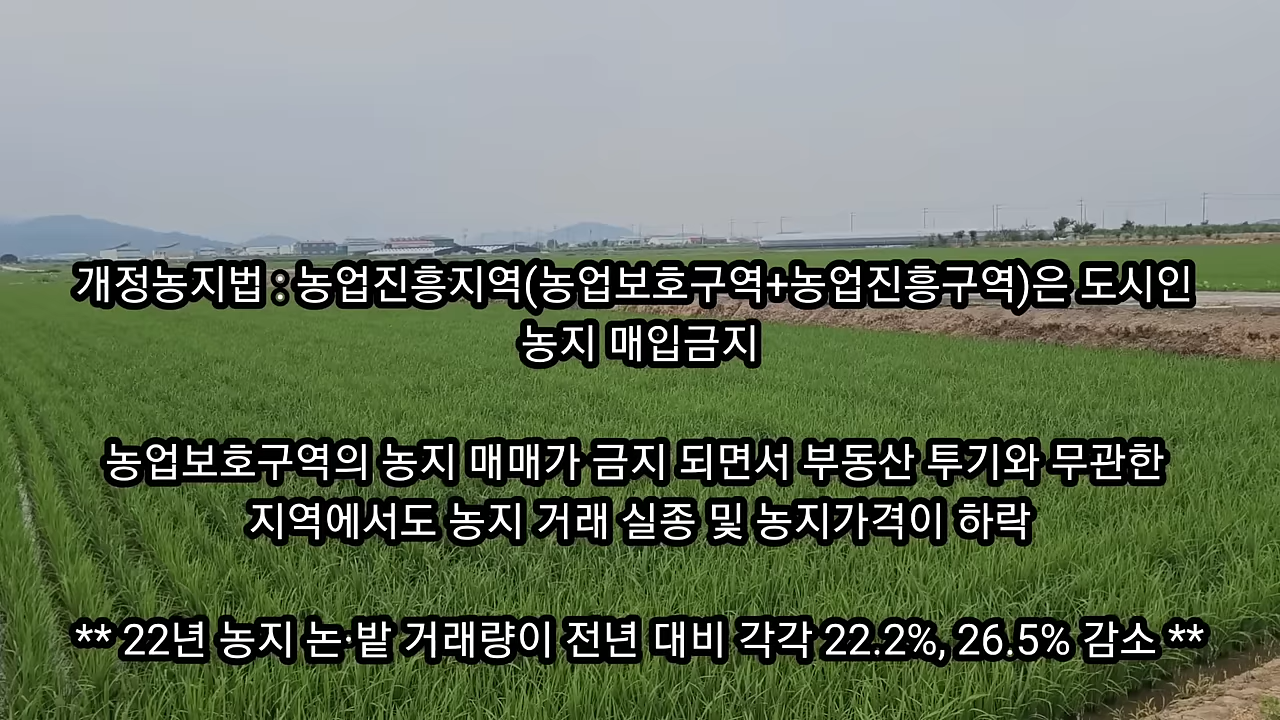 개정농지법 : 농업진흥지역(농업보호구역+농업진흥구역)은 도시인
농지 매입금지
농업보호구역의 농지 매매가 금지 되면서 부동산 투기와 무관한
지역에서도 농지 거래 실종 및 농지가격이 하락
** 22년 농지 논·밭 거래량이 전년 대비 각각 22.2%, 26.5% 감소 **